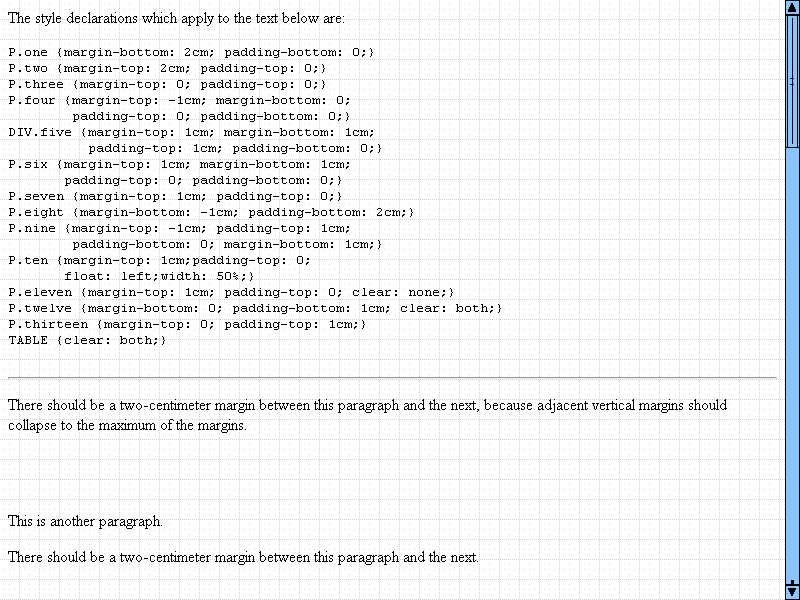 The style declarations which apply to the text below are:
P.one {margin-bottom: 2cm; padding-bottom: 0;}
P.two {margin-top: 2cm; padding-top: 0;}
P.three {margin-top: 0; padding-top: 0;}
P.four {margin-top: -1cm; margin-bottom: 0;
padding-top: 0; padding-bottom: 0;}
DIV.five {margin-top: 1cm; margin-bottom: 1cm;
padding-top: 1cm; padding-bottom: 0;}
P.six {margin-top: 1cm; margin-bottom: 1cm;
padding-top: 0; padding-bottom: 0;}
P.seven {margin-top: 1cm; padding-top: 0;}
P.eight {margin-bottom: -1cm; padding-bottom: 2cm;}
P.nine {margin-top: -1cm; padding-top: 1cm;
padding-bottom: 0; margin-bottom: 1cm;}
P.ten {margin-top: 1cm;padding-top: 0;
float: left;width: 50%;}
P.eleven {margin-top: 1cm; padding-top: 0; clear: none;}
P.twelve {margin-bottom: 0; padding-bottom: 1cm; clear: both;}
P.thirteen {margin-top: 0; padding-top: 1cm;}
TABLE {clear: both;}
There should be a two-centimeter margin between this paragraph and the next, because adjacent vertical margins should
collapse to the maximum of the margins.
This is another paragraph.
There should be a two-centimeter margin between this paragraph and the next.